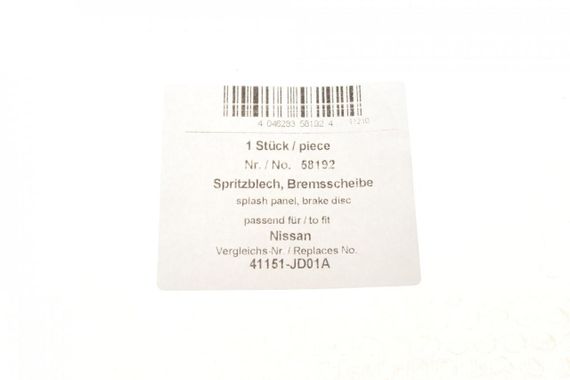 4 046233 58192 4
1 Stück / piece
Nr. / No. 58192
Spritzblech, Bremsscheibe
splash panel, brake disc
passend für / to fit
Nissan
Vergleichs-Nr. / Replaces No.
41151-JD01A